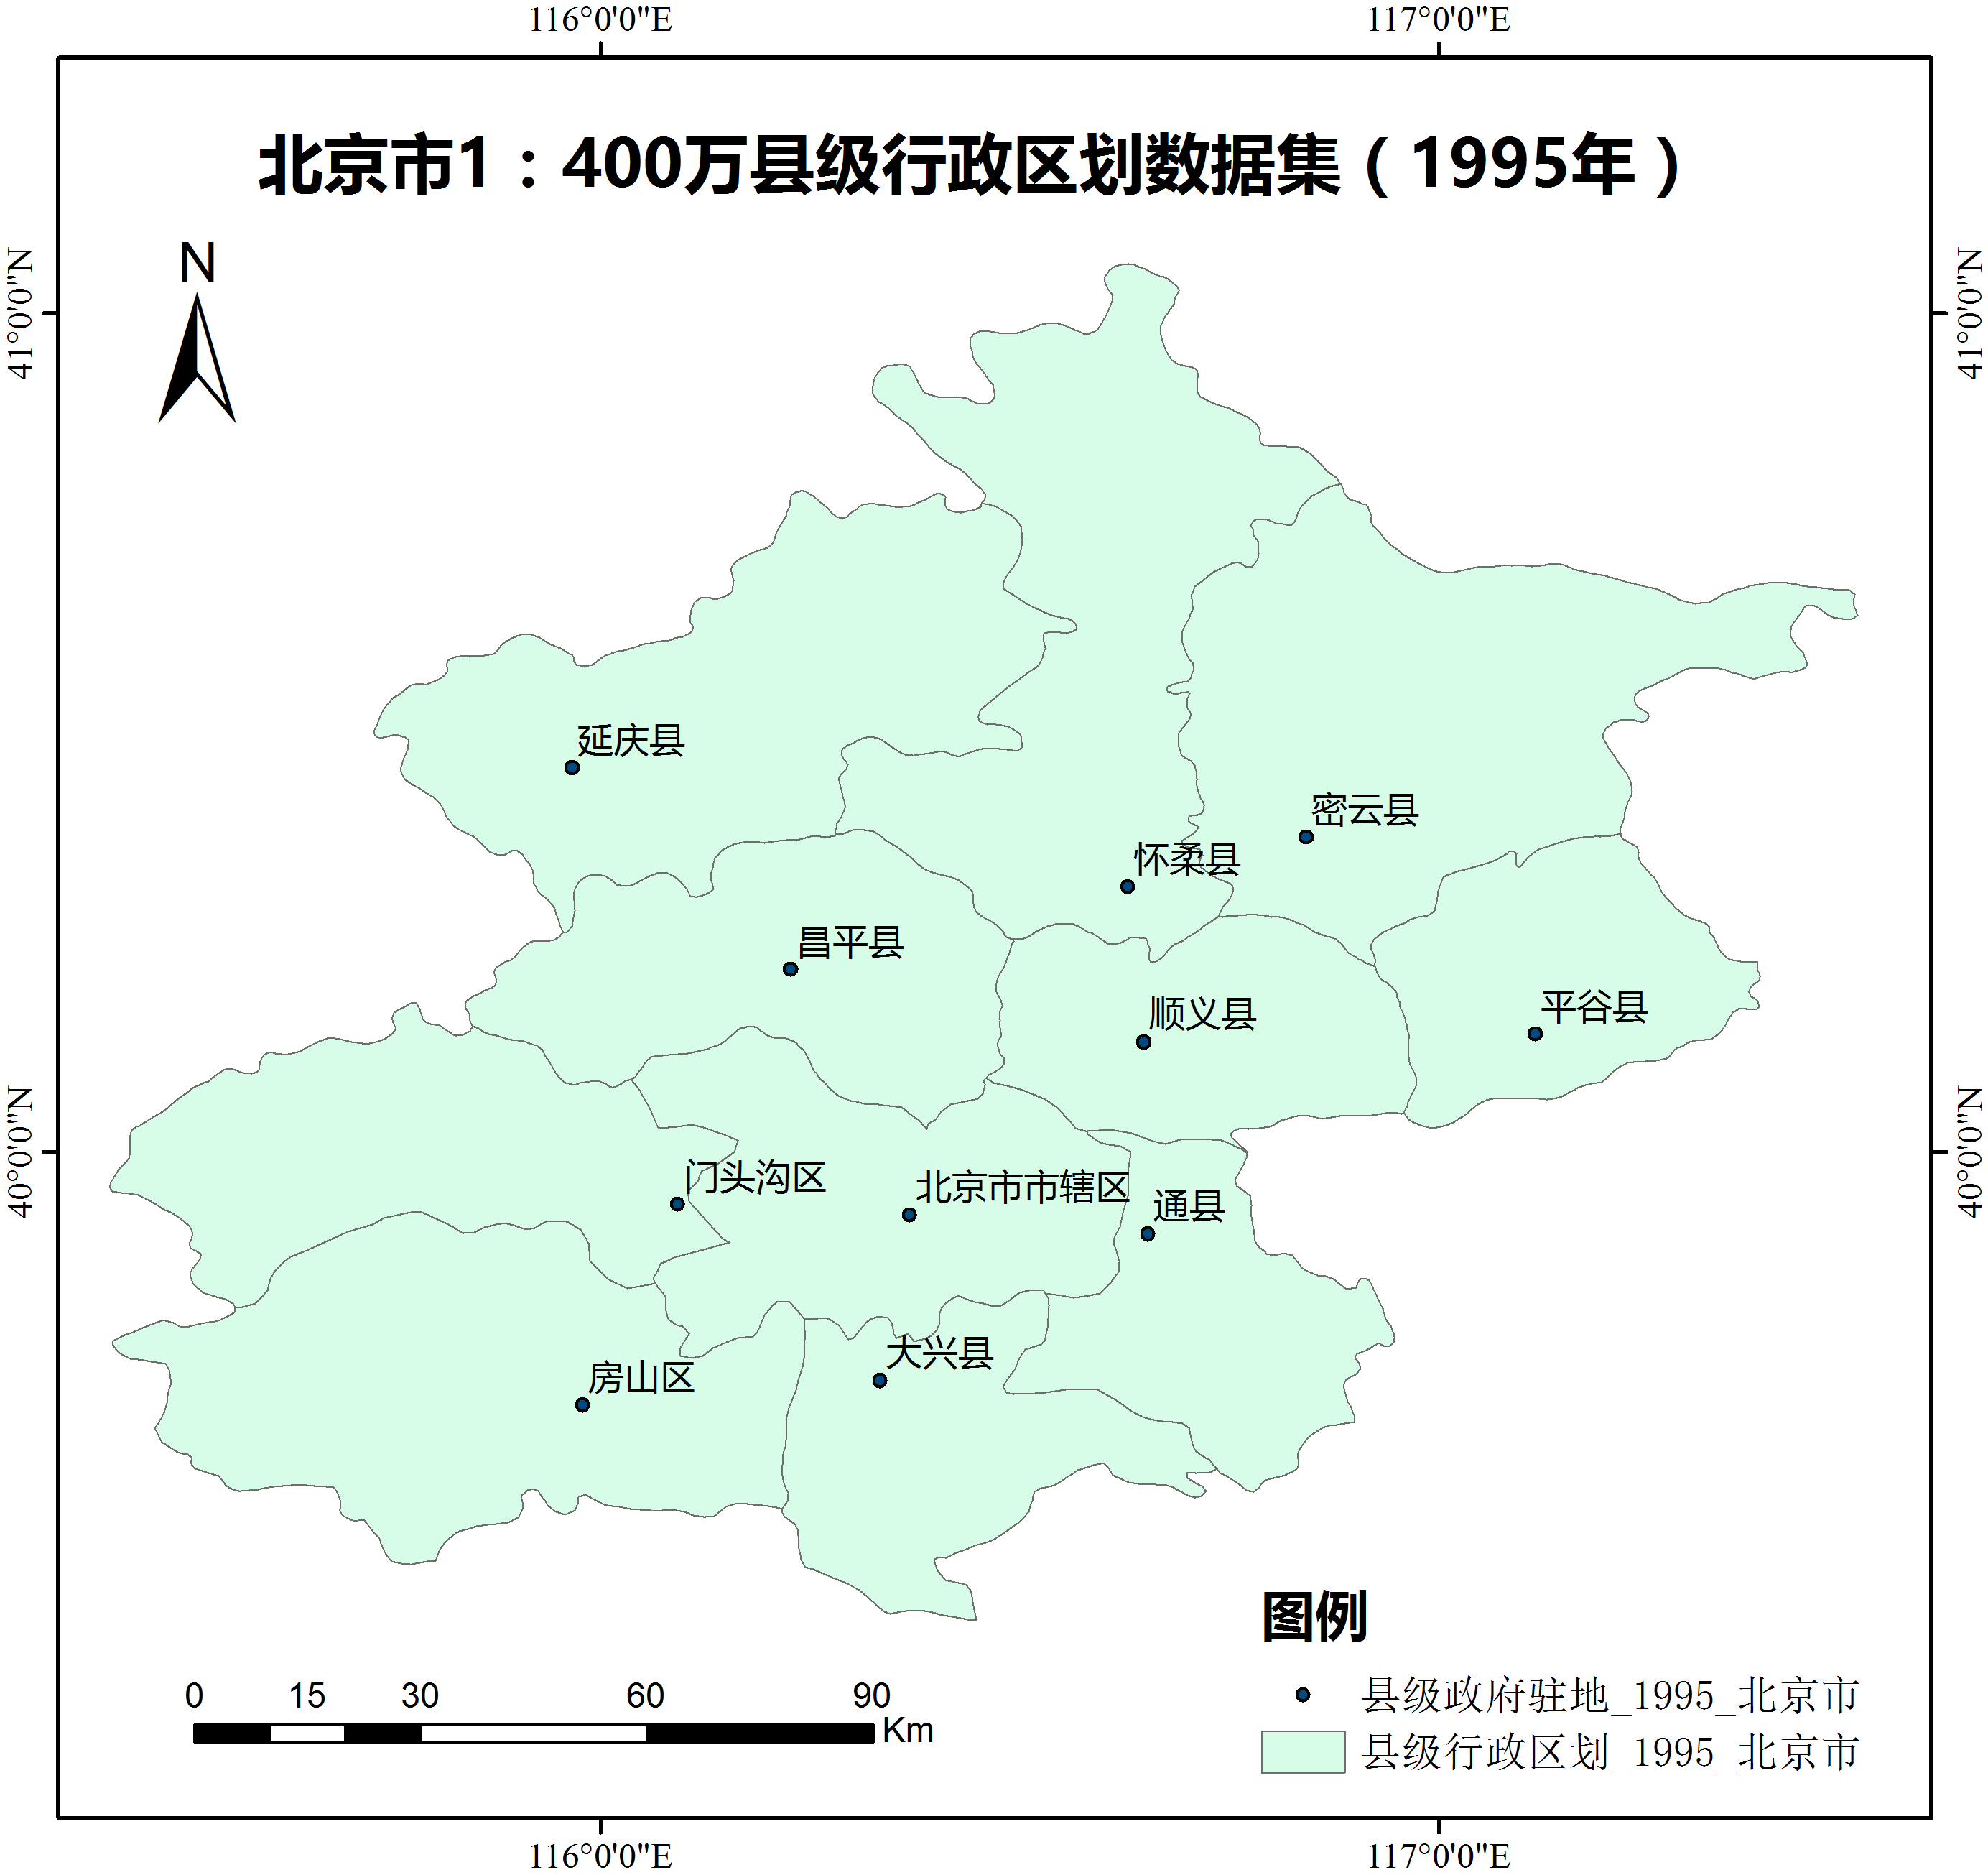 116°0'0"E
117°0'0"E
北京市1：400万县级行政区划数据集（1995年）
N
41°0'0"N
41°0'0"N
延庆县
密云县
怀柔县
昌平县
平谷县
顺义县
40°0'0"N
40°0'0"N
门头沟区
北京市市辖区
通县
大兴县
房山区
图例
县级政府驻地_1995_北京市
县级行政区划_1995_北京市
0 15 30 60 90
Km
116°0'0"E
117°0'0"E